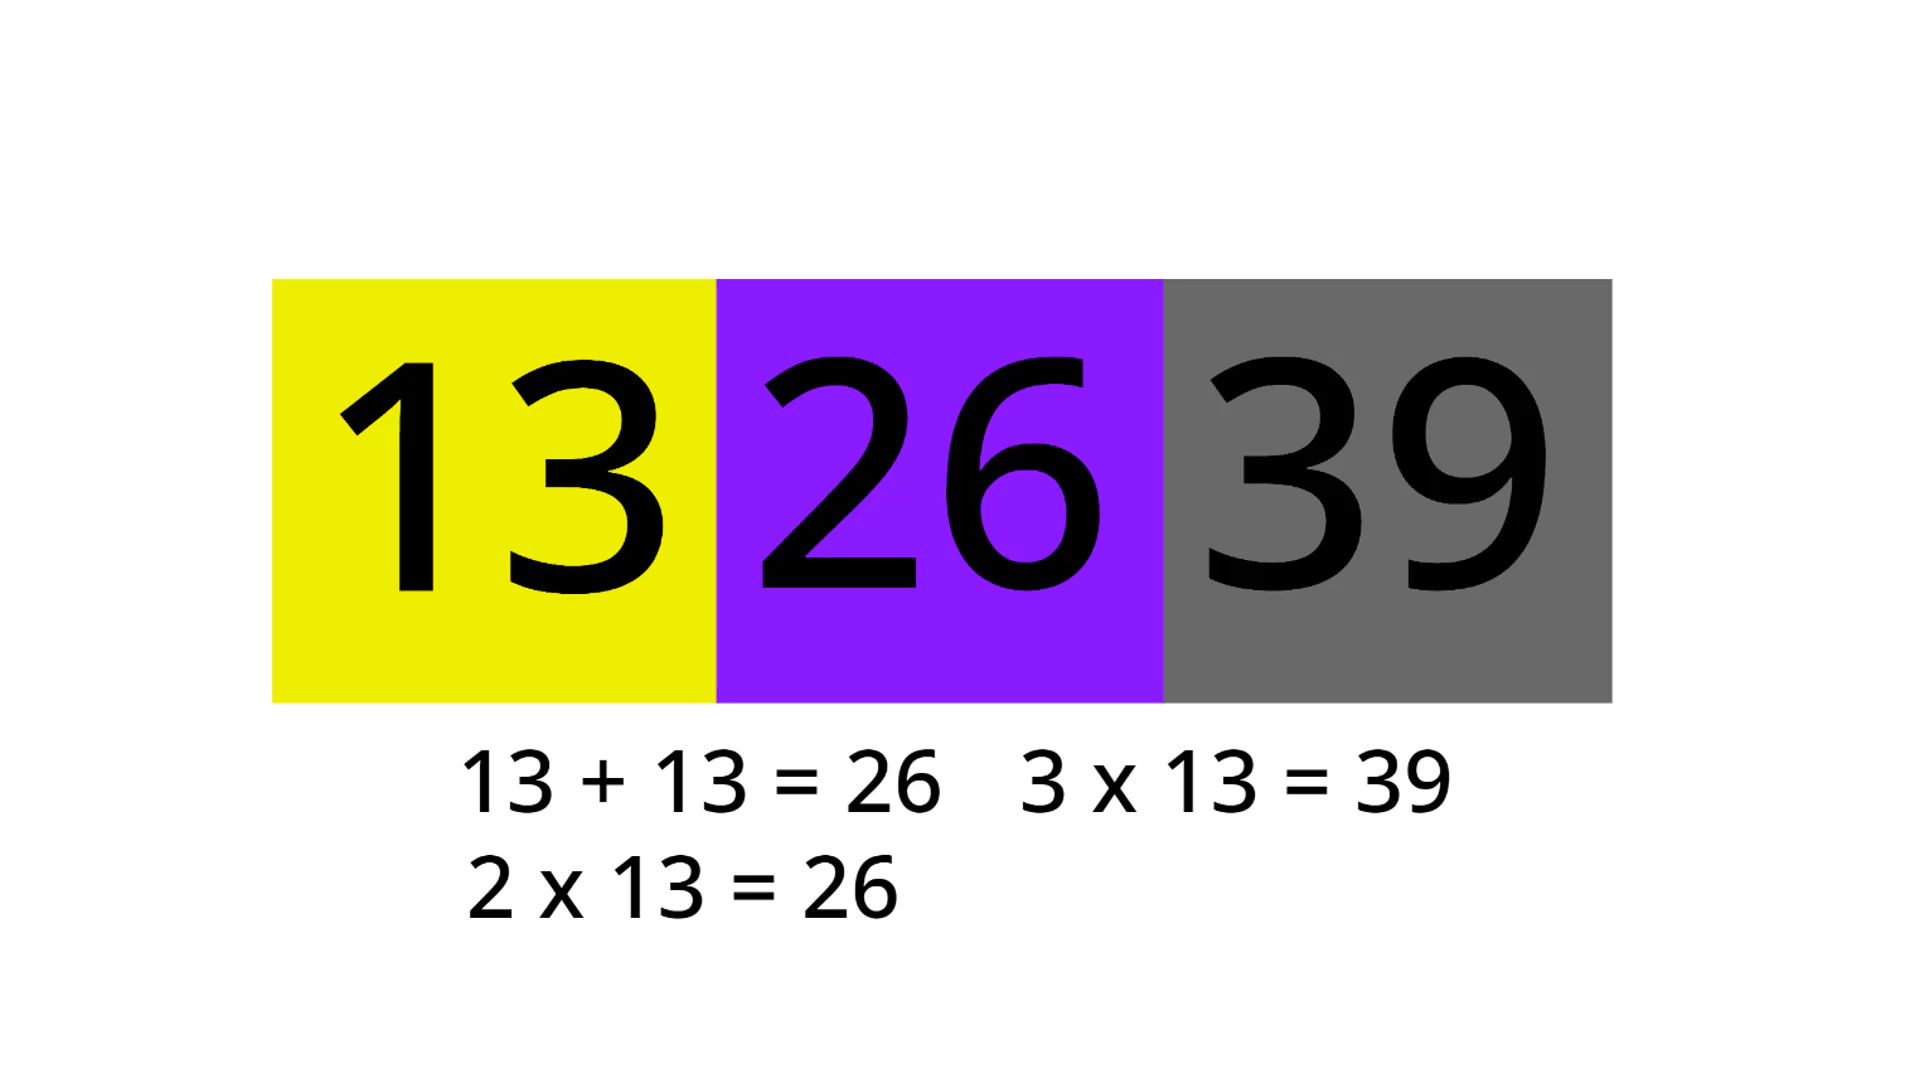 13 26 39
13 + 13 = 26 3 x 13 = 39
2 x 13 = 26